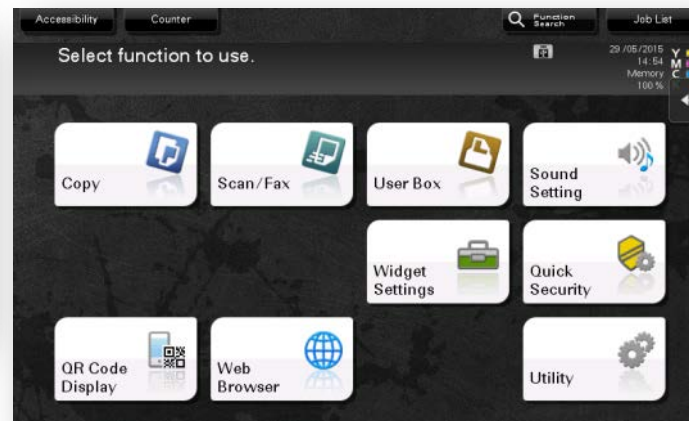 Accessibility
Counter
Function
Search
Job List
Select function to use.
29/05/2015
14:54
Memory
100 %
Y
M
C
K
Copy
Scan/Fax
User Box
Sound
Setting
Widget
Settings
Quick
Security
QR Code
Display
Web
Browser
Utility